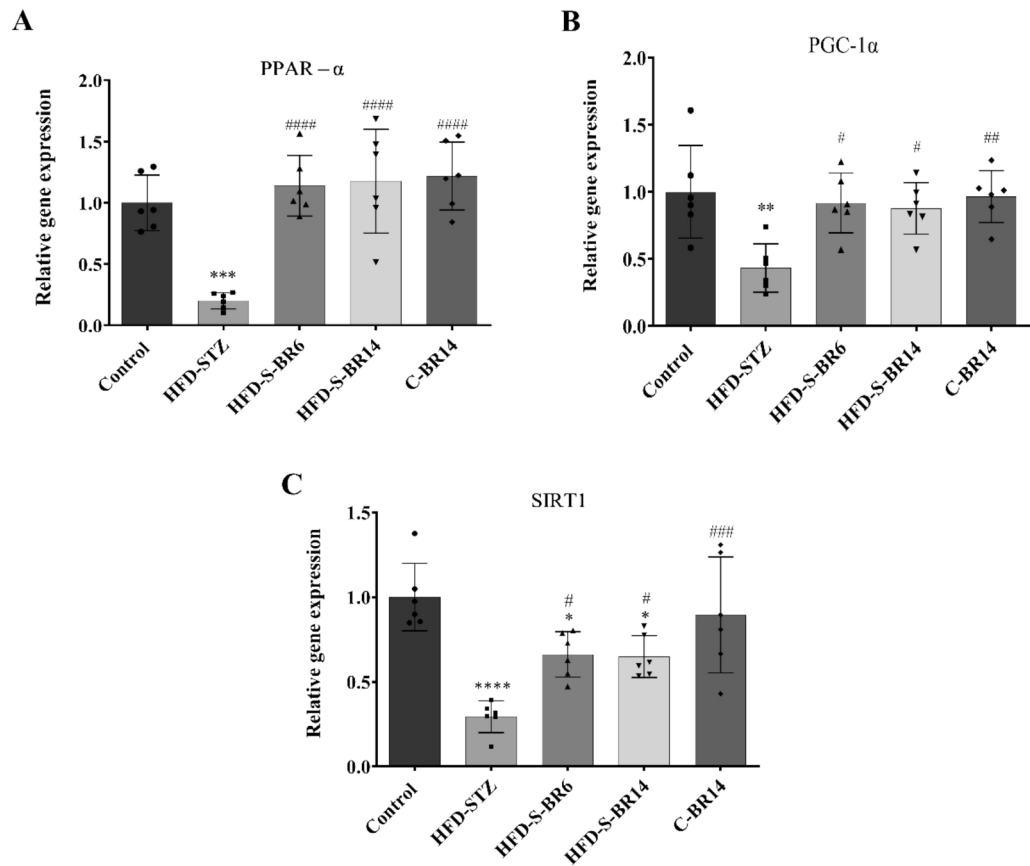 A
PPAR – α
Relative gene expression
2.0
1.5
1.0
0.5
0.0
***
####
####
####
Control
HFD-STZ
HFD-S-BR6
HFD-S-BR14
C-BR14
B
PGC-1α
Relative gene expression
2.0
1.5
1.0
0.5
0.0
**
#
#
##
Control
HFD-STZ
HFD-S-BR6
HFD-S-BR14
C-BR14
C
SIRT1
Relative gene expression
1.5
1.0
0.5
0.0
****
#
*
#
*
###
Control
HFD-STZ
HFD-S-BR6
HFD-S-BR14
C-BR14